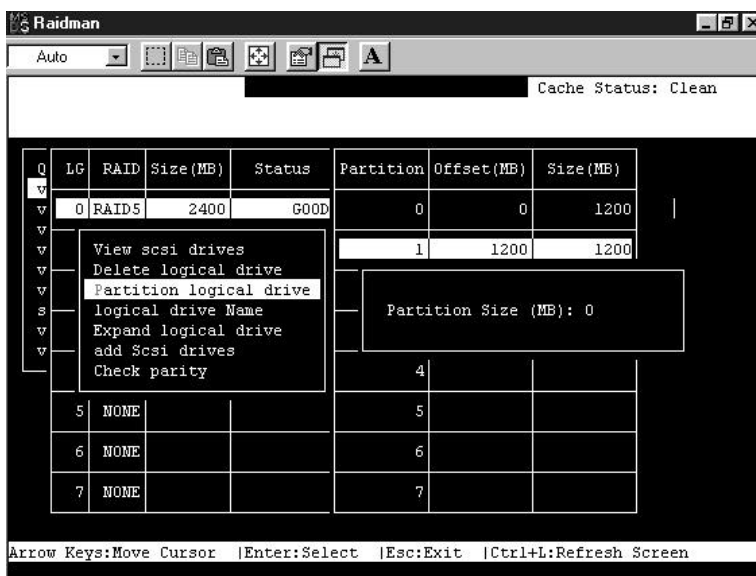 Raidman
Auto
A
Cache Status: Clean
Q LG RAID Size(MB) Status Partition Offset(MB) Size(MB)
v
v 0 RAID5 2400 GOOD 0 0 1200
v
v View scsi drives 1 1200 1200
Delete logical drive
v Partition logical drive
s logical drive Name Partition Size (MB): 0
v Expand logical drive
v add Scsi drives
Check parity 4
5 NONE 5
6 NONE 6
7 NONE 7
Arrow Keys:Move Cursor |Enter:Select |Esc:Exit |Ctrl+L:Refresh Screen